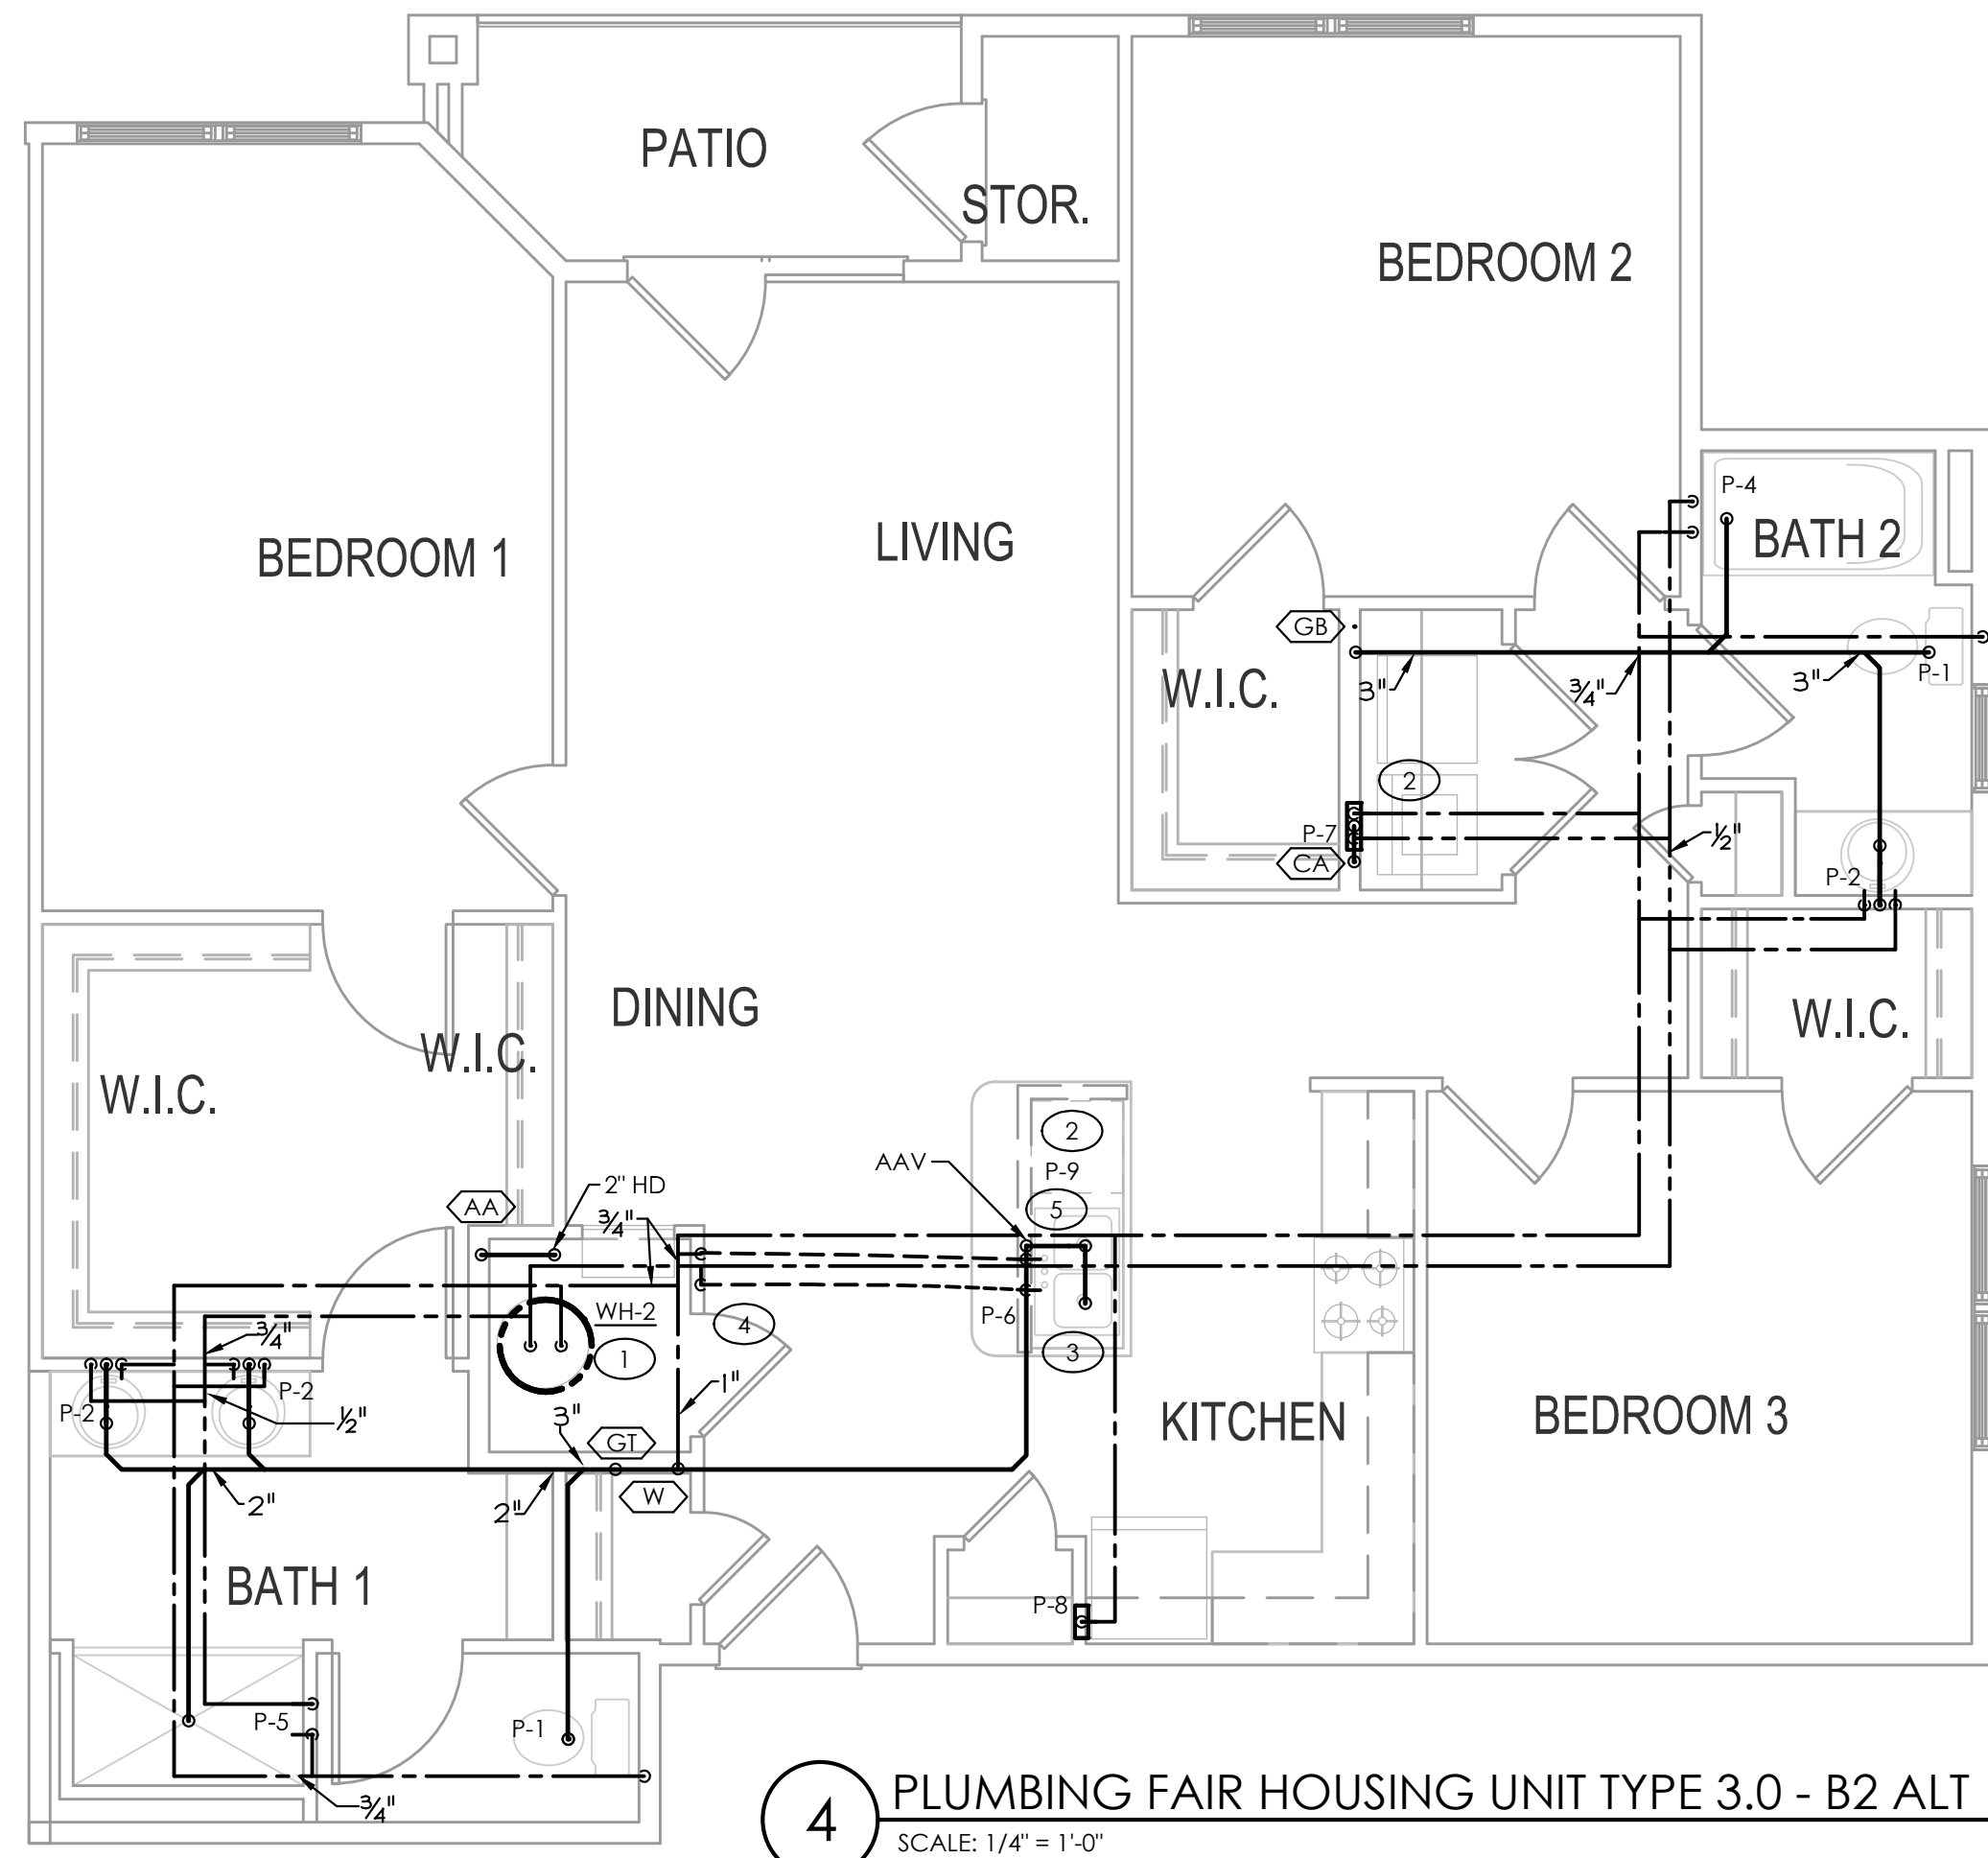 PATIO
STOR.
BEDROOM 2
P-4
BATH 2
LIVING
BEDROOM 1
GB
W.I.C.
3"
3/4"
3"
P-1
2
P-7
1/2"
CA
P-2
DINING
W.I.C.
W.I.C.
W.I.C.
2
AAV
P-9
AA
2" HD
5
3/4"
WH-2
P-6
4
3/4"
1
3
P-2
1"
P-2
1/2"
3"
KITCHEN
BEDROOM 3
GT
2"
2"
W
BATH 1
P-8
P-5
P-1
3/4"
4
PLUMBING FAIR HOUSING UNIT TYPE 3.0 - B2 ALT
SCALE: 1/4" = 1'-0"